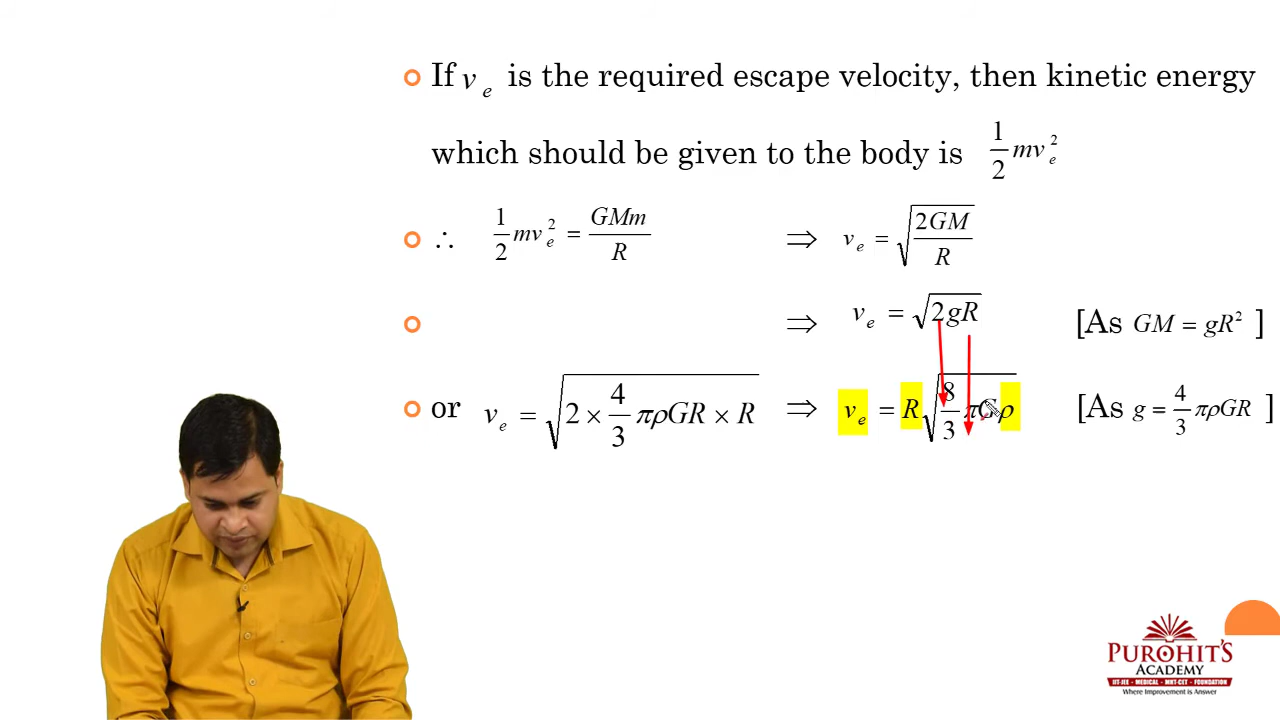 If v_e is the required escape velocity, then kinetic energy
which should be given to the body is 1/2 mv_e^2
∴ 1/2 mv_e^2 = GMm/R ⇒ v_e = √(2GM/R)
⇒ v_e = √(2gR) [As GM = gR^2 ]
or v_e = √(2 × 4/3 πρGR × R) ⇒ v_e = R√(8/3 πGρ) [As g = 4/3 πρGR ]
PUROHIT'S
ACADEMY
IIT-JEE - MEDICAL - MHT-CET - FOUNDATION
Where Improvement is Answer